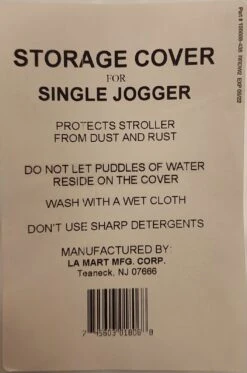 STORAGE COVER
FOR
SINGLE JOGGER
PROTECTS STROLLER
FROM DUST AND RUST
DO NOT LET PUDDLES OF WATER
RESIDE ON THE COVER
WASH WITH A WET CLOTH
DON'T USE SHARP DETERGENTS
MANUFACTURED BY:
LA MART MFG. CORP.
Teaneck, NJ 07666
Part #
EXP